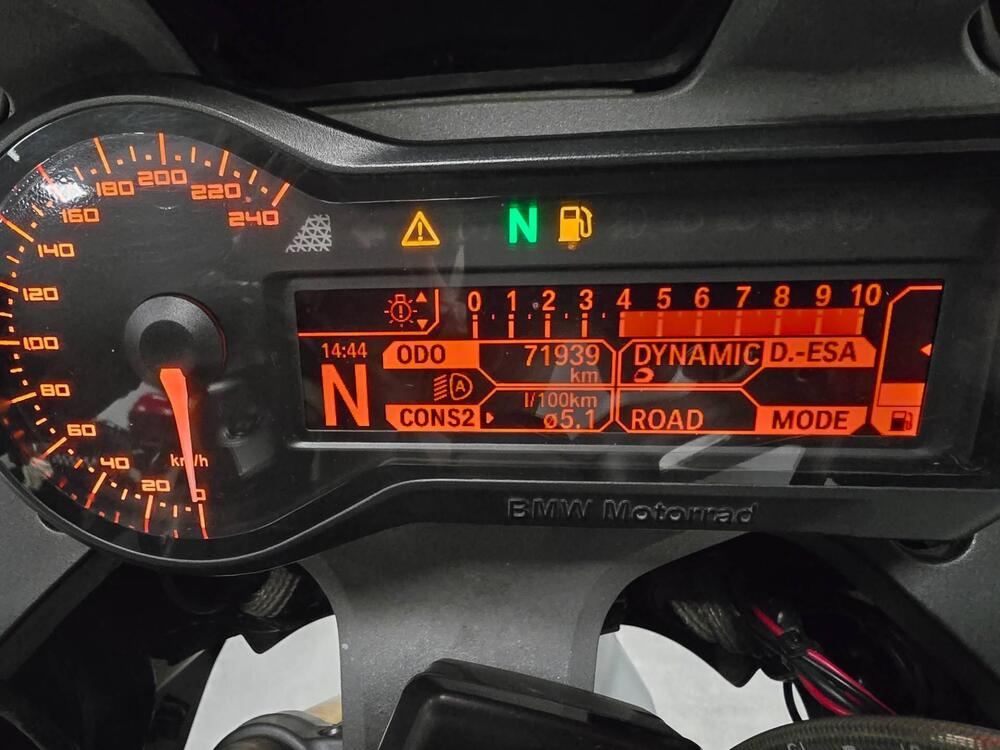 20
40
60
80
100
120
140
160
180
200
220
240
km/h
0
N
0 1 2 3 4 5 6 7 8 9 10
14:44
N
ODO 71939
km
A
CONS2 l/100km
ø5.1
DYNAMIC D.-ESA
ROAD MODE
BMW Motorrad